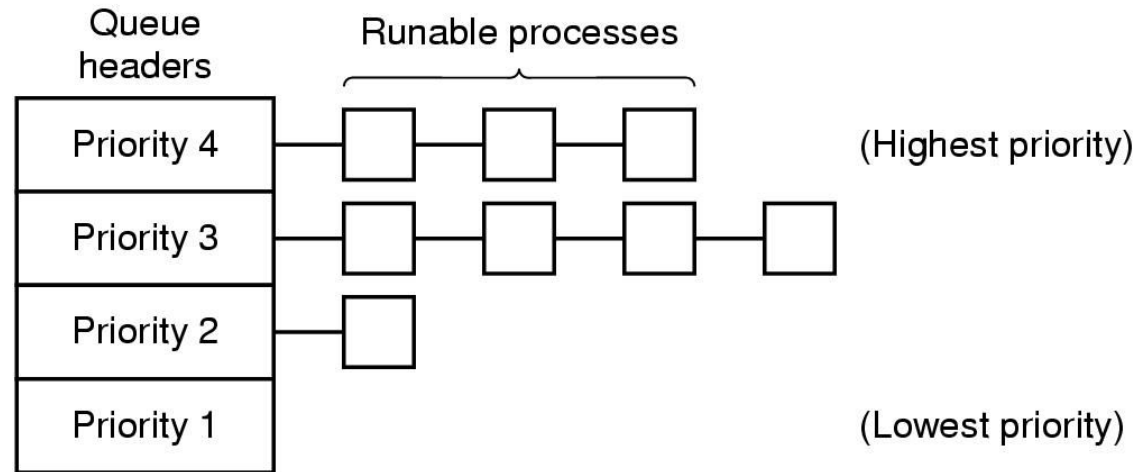 Queue
headers
Runable processes
Priority 4
(Highest priority)
Priority 3
Priority 2
Priority 1
(Lowest priority)